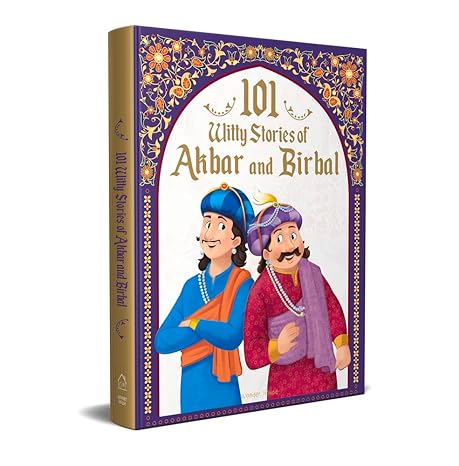 101
Witty Stories of
Akbar and Birbal
101 Witty Stories of Akbar and Birbal